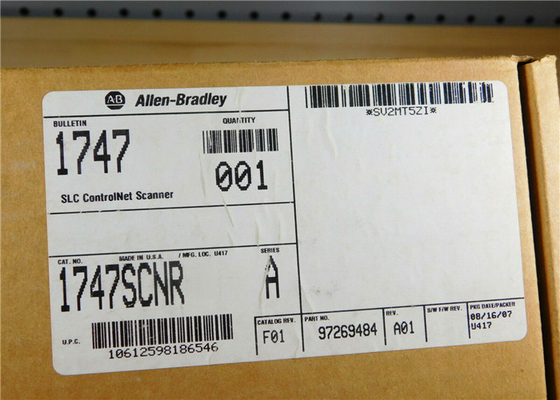 AB Allen-Bradley
BULLETIN
QUANTITY
1747
001
SLC ControlNet Scanner
*SV2MT5ZI*
CAT. NO.
MADE IN U.S.A.
/ MFG. LOC. U417
SERIES
1747SCNR
A
U.P.C.
10612598186546
CATALOG REV.
F01
PART NO.
97269484
REV.
A01
B/W F/W REV.
PKG DATE/PACKER
08/16/07
U417